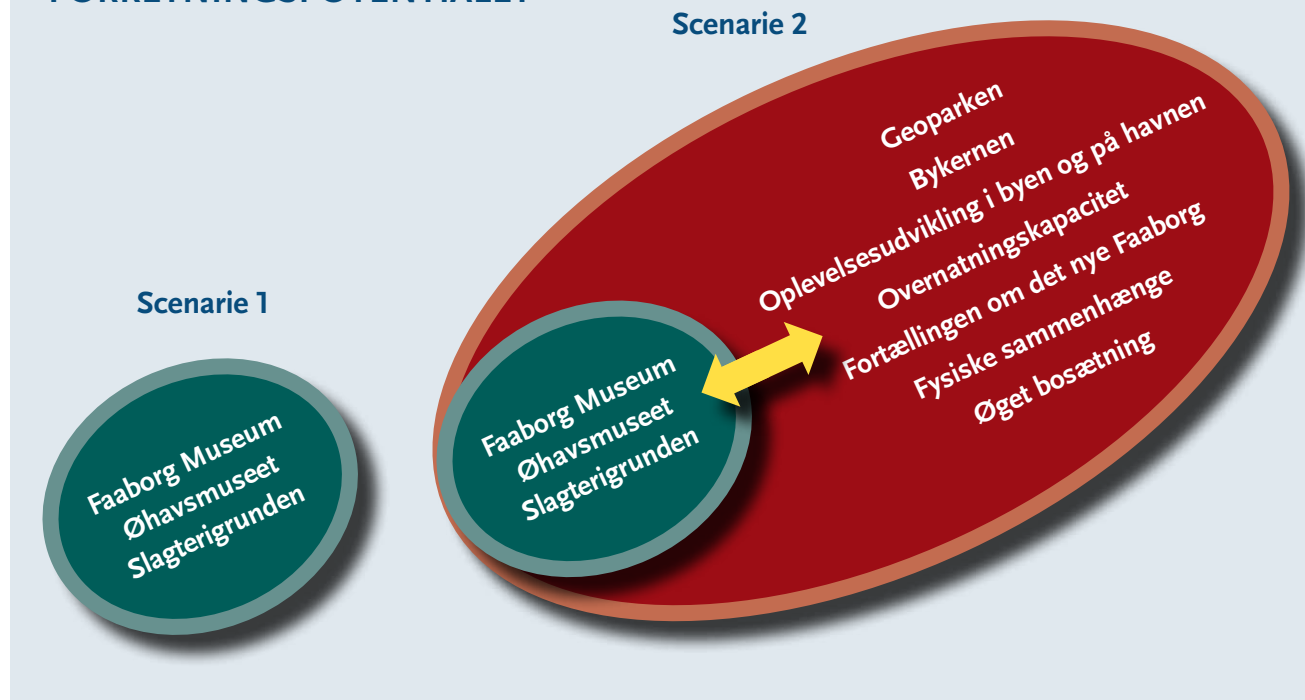 FORRETNINGSPOTENTIALET
Scenarie 2
Geoparken
Bykernen
Oplevelsesudvikling i byen og på havnen
Overnatningskapacitet
Fortællingen om det nye Faaborg
Fysiske sammenhænge
Øget bosætning
Faaborg Museum
Øhavsmuseet
Slagterigrunden
Scenarie 1
Faaborg Museum
Øhavsmuseet
Slagterigrunden